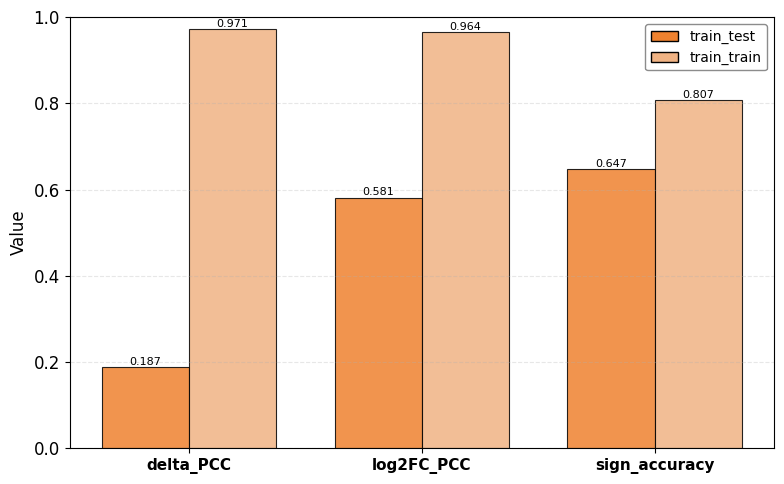 1.0
0.8
0.6
0.4
0.2
0.0
Value
0.971
0.964
0.807
0.647
0.581
0.187
train_test
train_train
delta_PCC
log2FC_PCC
sign_accuracy